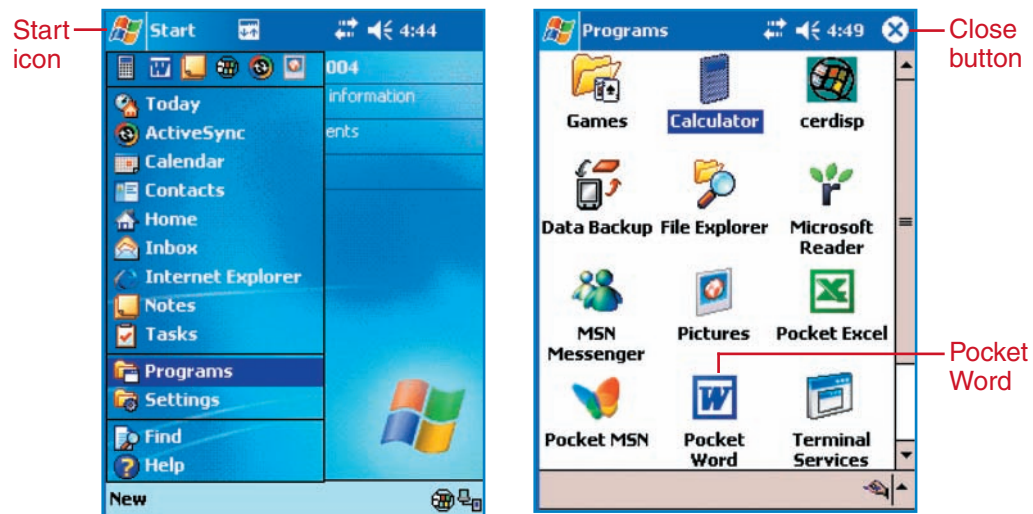 Start
icon
Start 4:44
004
information
ents
Today
ActiveSync
Calendar
Contacts
Home
Inbox
Internet Explorer
Notes
Tasks
Programs
Settings
Find
Help
New
Programs 4:49
Close
button
Games Calculator cerdisp
Data Backup File Explorer Microsoft
Reader
MSN Pictures Pocket Excel
Messenger
Pocket
Word
Pocket MSN Pocket Terminal
Word Services